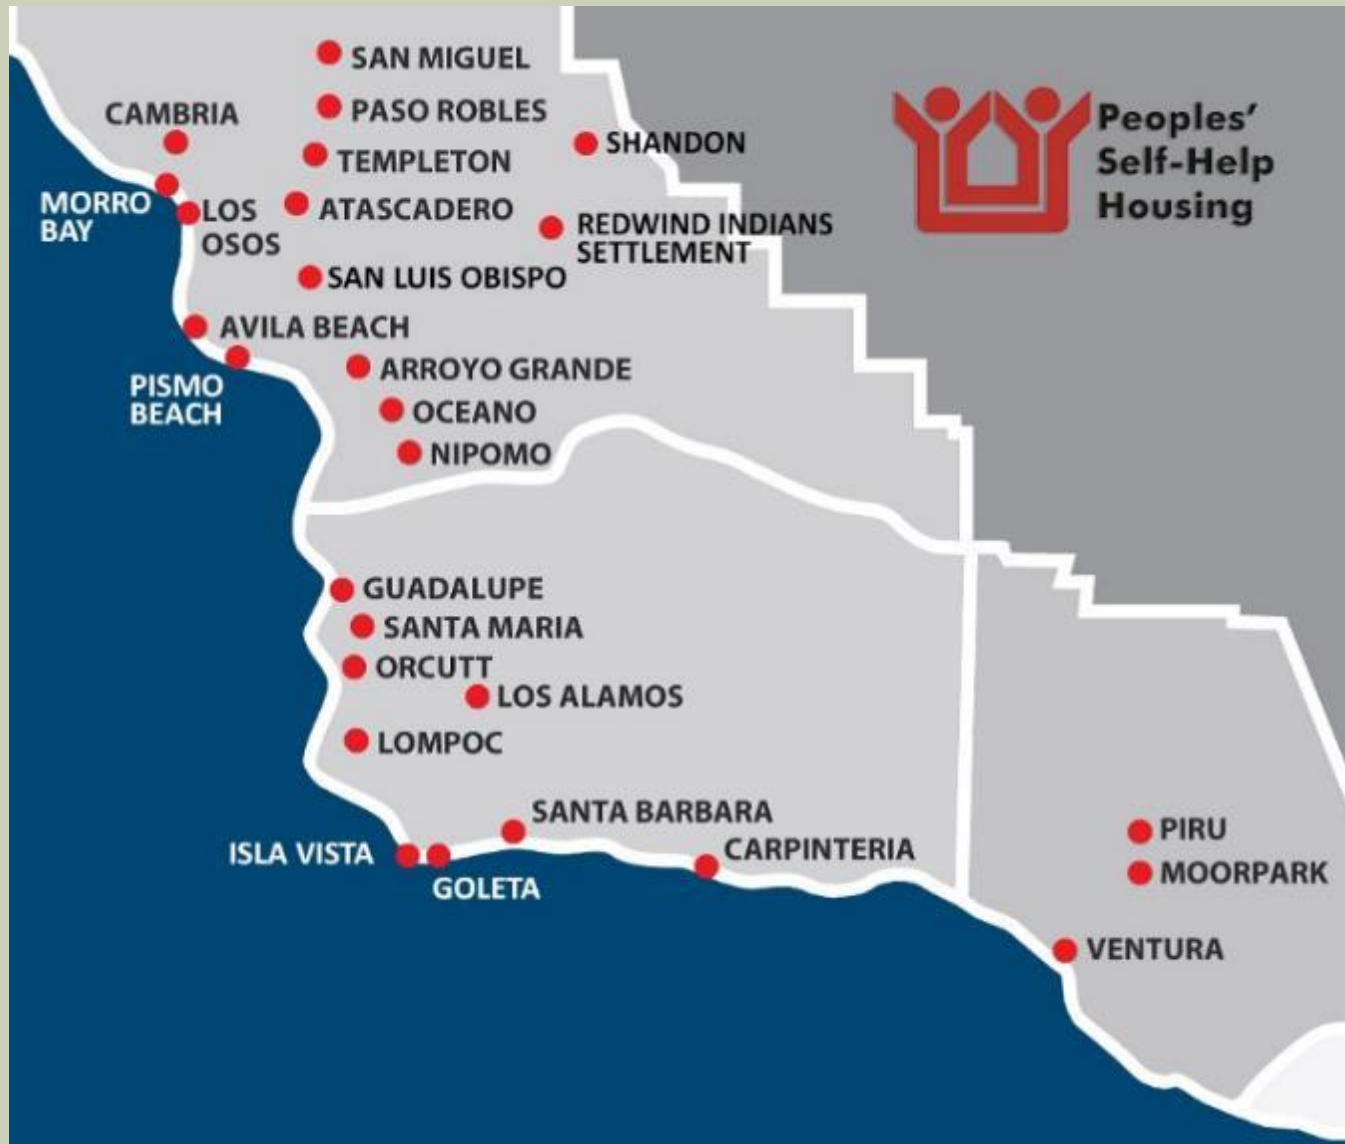 SAN MIGUEL
PASO ROBLES
CAMBRIA
SHANDON
TEMPLETON
MORRO
BAY
LOS
OSOS
ATASCADERO
REDWIND INDIANS
SETTLEMENT
SAN LUIS OBISPO
AVILA BEACH
PISMO
BEACH
ARROYO GRANDE
OCEANO
NIPOMO
Peoples'
Self-Help
Housing
GUADALUPE
SANTA MARIA
ORCUTT
LOS ALAMOS
LOMPOC
SANTA BARBARA
ISLA VISTA
GOLETA
CARPINTERIA
PIRU
MOORPARK
VENTURA